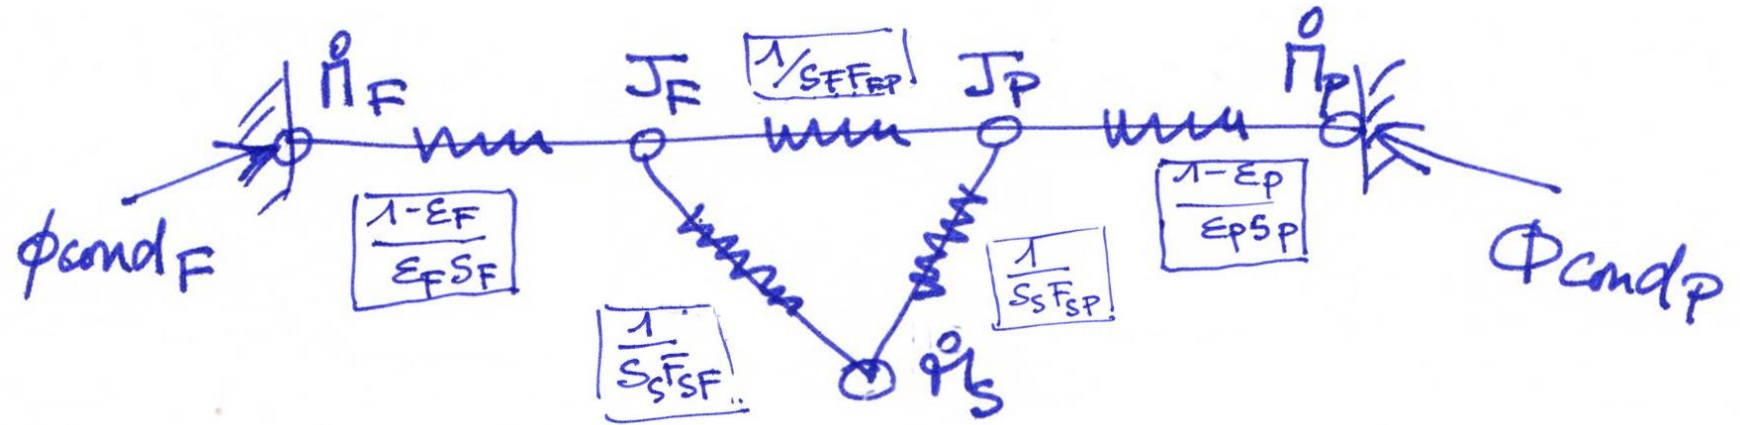 M̊F
JF
1/SFFFP
JP
M̊P
ϕcondF
1-εF
εFSF
1
SSFSF
M̊S
1
SSFSP
1-εP
εPSP
ΦcondP